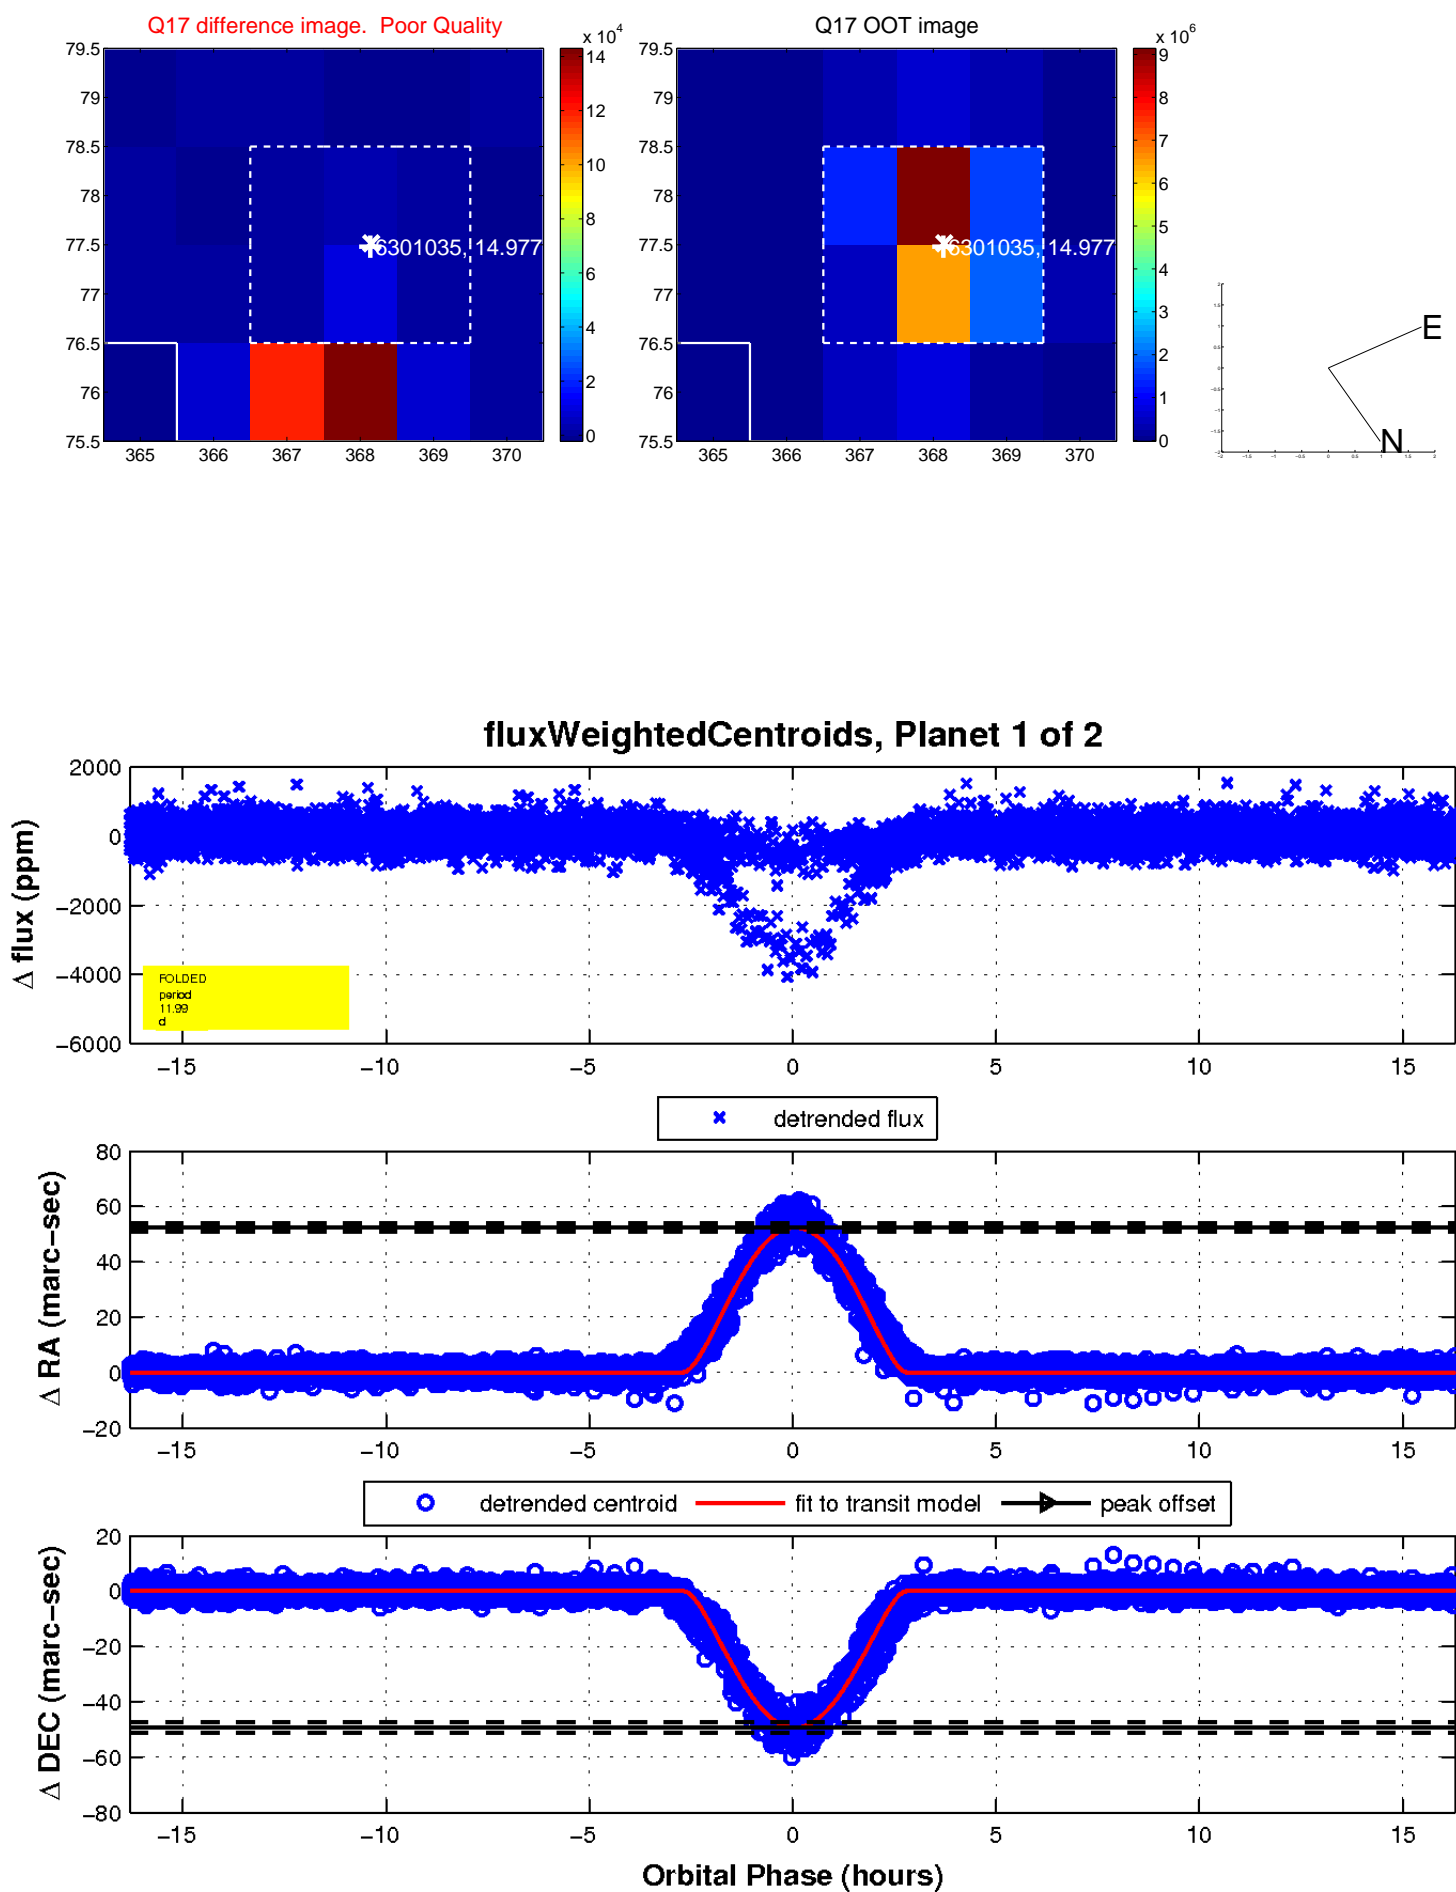 Q17 difference image. Poor Quality
x 10^4
79.5
79
78.5
78
77.5
77
76.5
76
75.5
365 366 367 368 369 370
14
12
10
8
6
4
2
0
6301035, 14.977
Q17 OOT image
x 10^6
79.5
79
78.5
78
77.5
77
76.5
76
75.5
365 366 367 368 369 370
9
8
7
6
5
4
3
2
1
0
6301035, 14.977
E
N
fluxWeightedCentroids, Planet 1 of 2
Δ flux (ppm)
2000
0
−2000
−4000
−6000
FOLDED
period
11.99
d
−15 −10 −5 0 5 10 15
detrended flux
Δ RA (marc−sec)
80
60
40
20
0
−20
−15 −10 −5 0 5 10 15
detrended centroid fit to transit model peak offset
Δ DEC (marc−sec)
20
0
−20
−40
−60
−80
−15 −10 −5 0 5 10 15
Orbital Phase (hours)